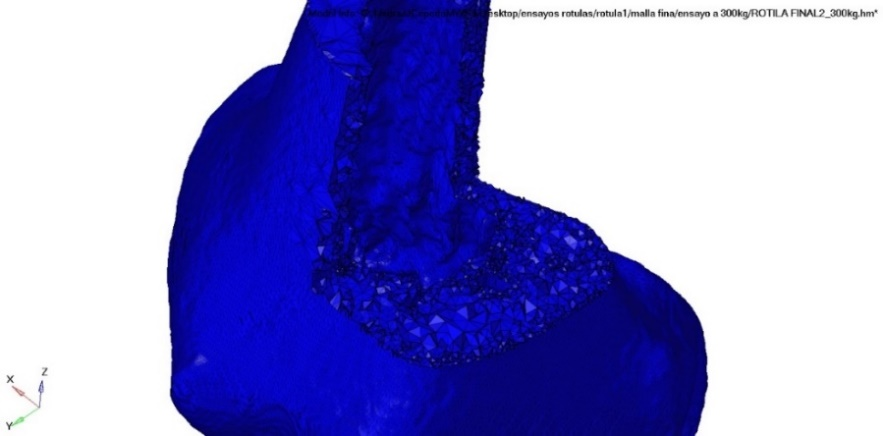 esktop/ensayos rotulas/rotula1/malla fina/ensayo a 300kg/ROTILA FINAL2_300kg.hm*
X
Z
Y